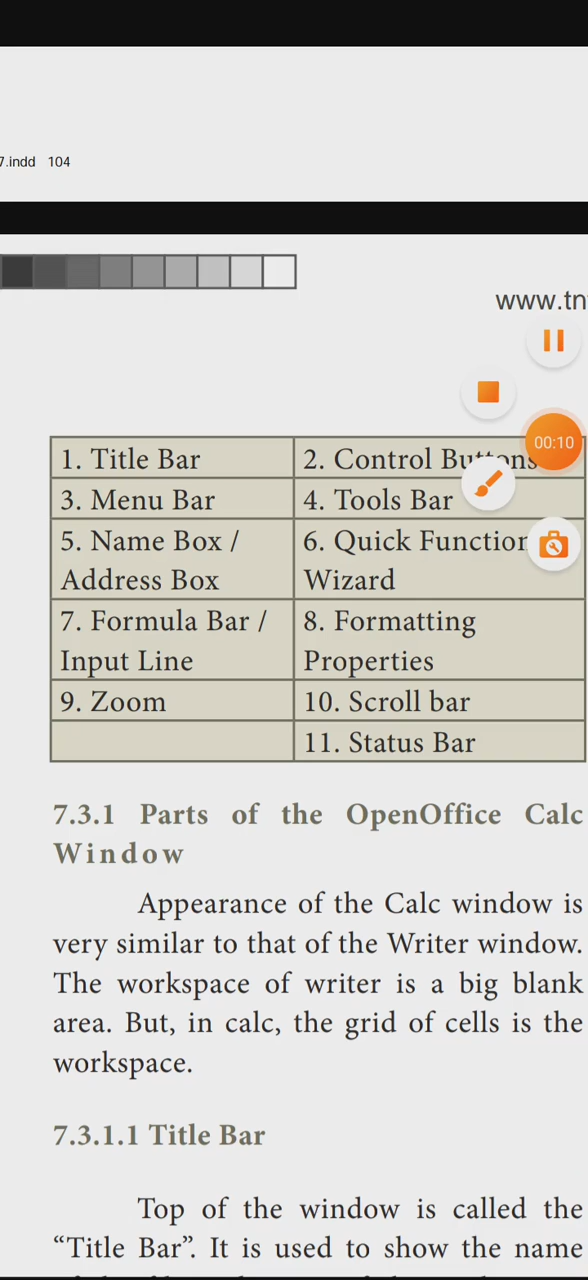 7.indd 104
www.tn
00:10
1. Title Bar
2. Control Buttons
3. Menu Bar
4. Tools Bar
5. Name Box /
Address Box
6. Quick Function
Wizard
7. Formula Bar /
Input Line
8. Formatting
Properties
9. Zoom
10. Scroll bar
11. Status Bar
7.3.1 Parts of the OpenOffice Calc
Window
Appearance of the Calc window is
very similar to that of the Writer window.
The workspace of writer is a big blank
area. But, in calc, the grid of cells is the
workspace.
7.3.1.1 Title Bar
Top of the window is called the
“Title Bar”. It is used to show the name